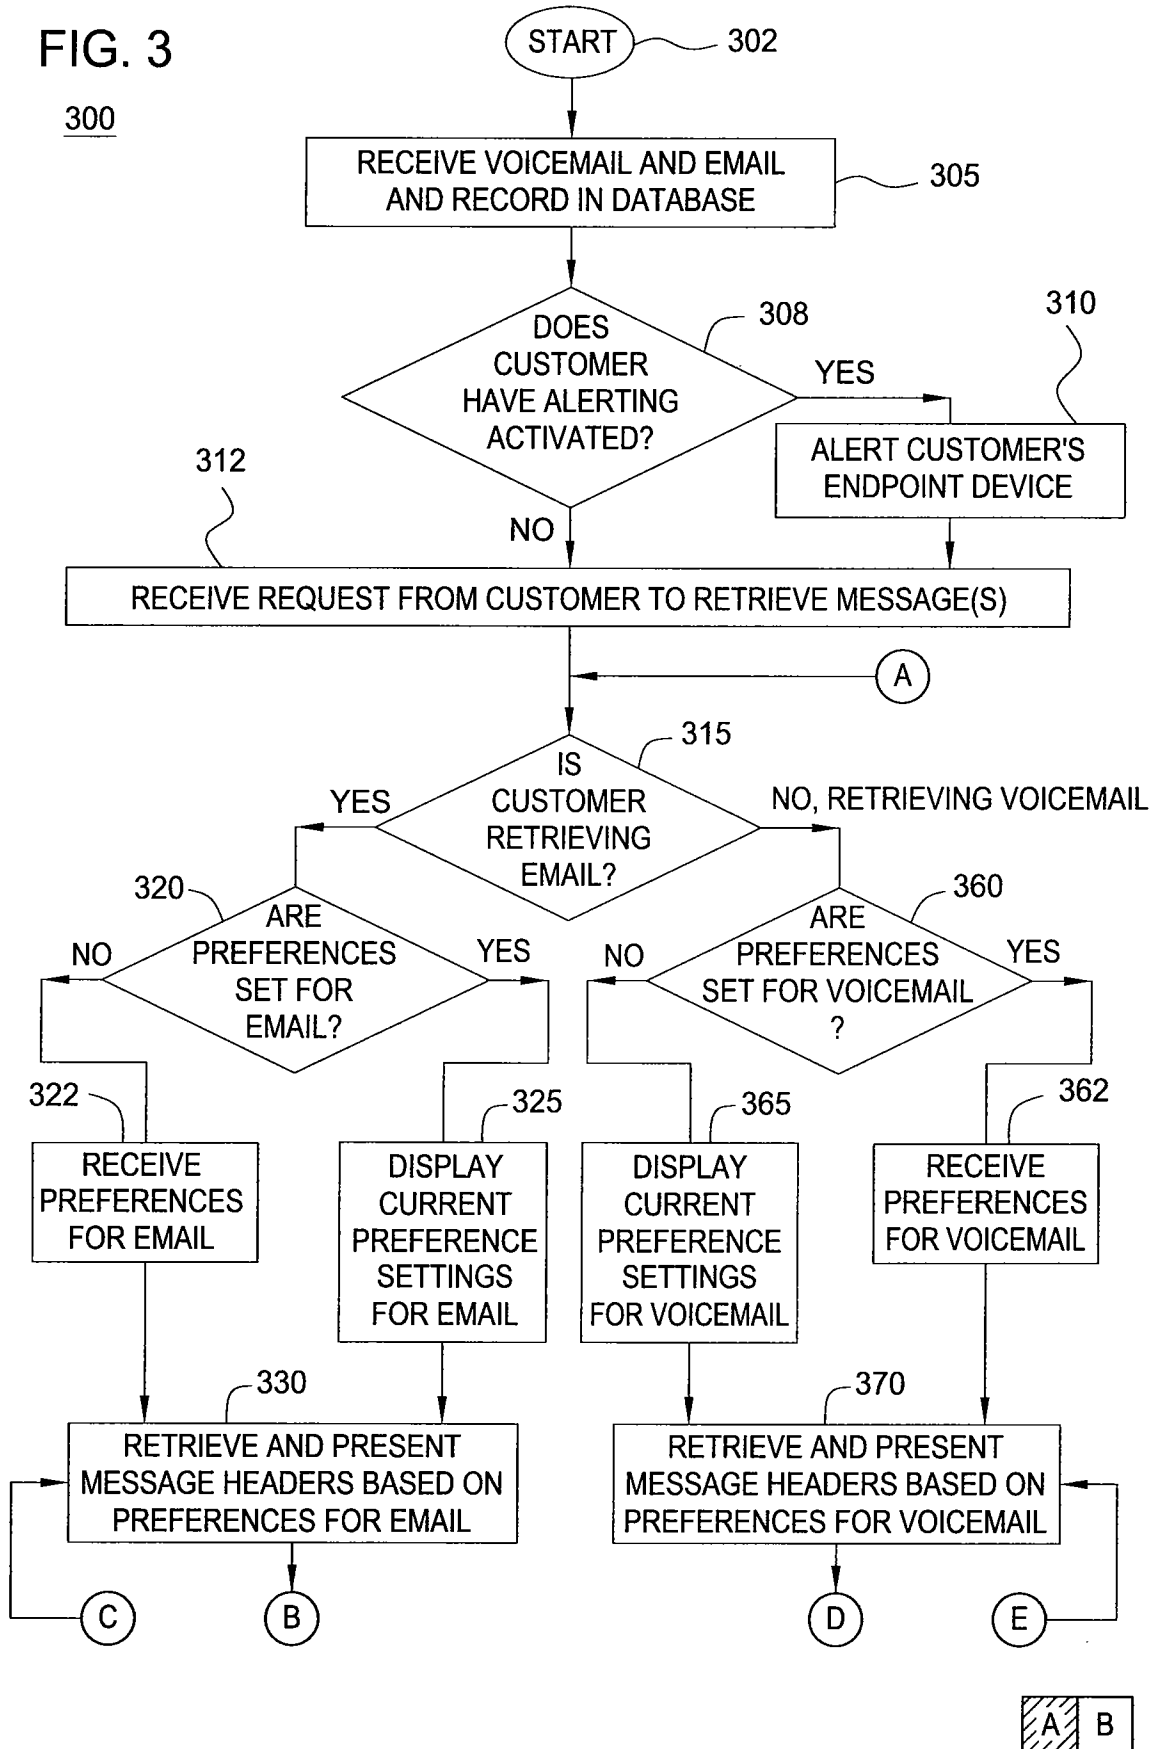 FIG. 3
300
START
302
RECEIVE VOICEMAIL AND EMAIL
AND RECORD IN DATABASE
305
DOES
CUSTOMER
HAVE ALERTING
ACTIVATED?
308
YES
310
ALERT CUSTOMER'S
ENDPOINT DEVICE
NO
312
RECEIVE REQUEST FROM CUSTOMER TO RETRIEVE MESSAGE(S)
A
IS
CUSTOMER
RETRIEVING
EMAIL?
315
YES
NO, RETRIEVING VOICEMAIL
320
ARE
PREFERENCES
SET FOR
EMAIL?
NO
YES
360
ARE
PREFERENCES
SET FOR VOICEMAIL
?
NO
YES
322
RECEIVE
PREFERENCES
FOR EMAIL
325
DISPLAY
CURRENT
PREFERENCE
SETTINGS
FOR EMAIL
365
DISPLAY
CURRENT
PREFERENCE
SETTINGS
FOR VOICEMAIL
362
RECEIVE
PREFERENCES
FOR VOICEMAIL
330
RETRIEVE AND PRESENT
MESSAGE HEADERS BASED ON
PREFERENCES FOR EMAIL
370
RETRIEVE AND PRESENT
MESSAGE HEADERS BASED ON
PREFERENCES FOR VOICEMAIL
C
B
D
E
A B